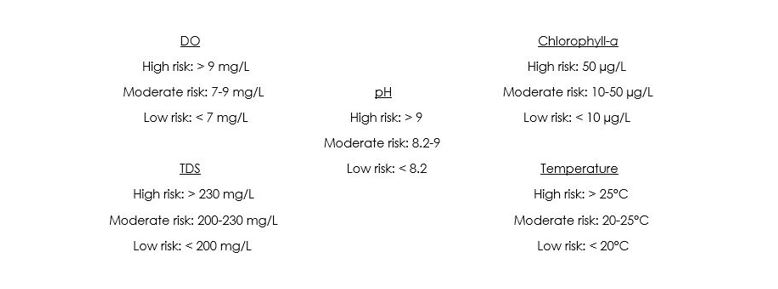 DO
High risk: > 9 mg/L
Moderate risk: 7-9 mg/L
Low risk: < 7 mg/L
TDS
High risk: > 230 mg/L
Moderate risk: 200-230 mg/L
Low risk: < 200 mg/L
pH
High risk: > 9
Moderate risk: 8.2-9
Low risk: < 8.2
Chlorophyll-a
High risk: 50 µg/L
Moderate risk: 10-50 µg/L
Low risk: < 10 µg/L
Temperature
High risk: > 25°C
Moderate risk: 20-25°C
Low risk: < 20°C